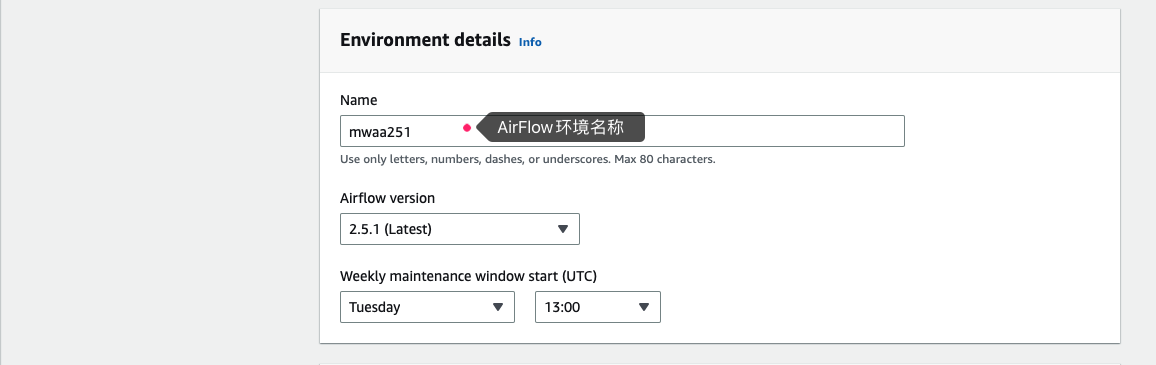 Environment details Info
Name
mwaa251
AirFlow环境名称
Use only letters, numbers, dashes, or underscores. Max 80 characters.
Airflow version
2.5.1 (Latest)
Weekly maintenance window start (UTC)
Tuesday 13:00